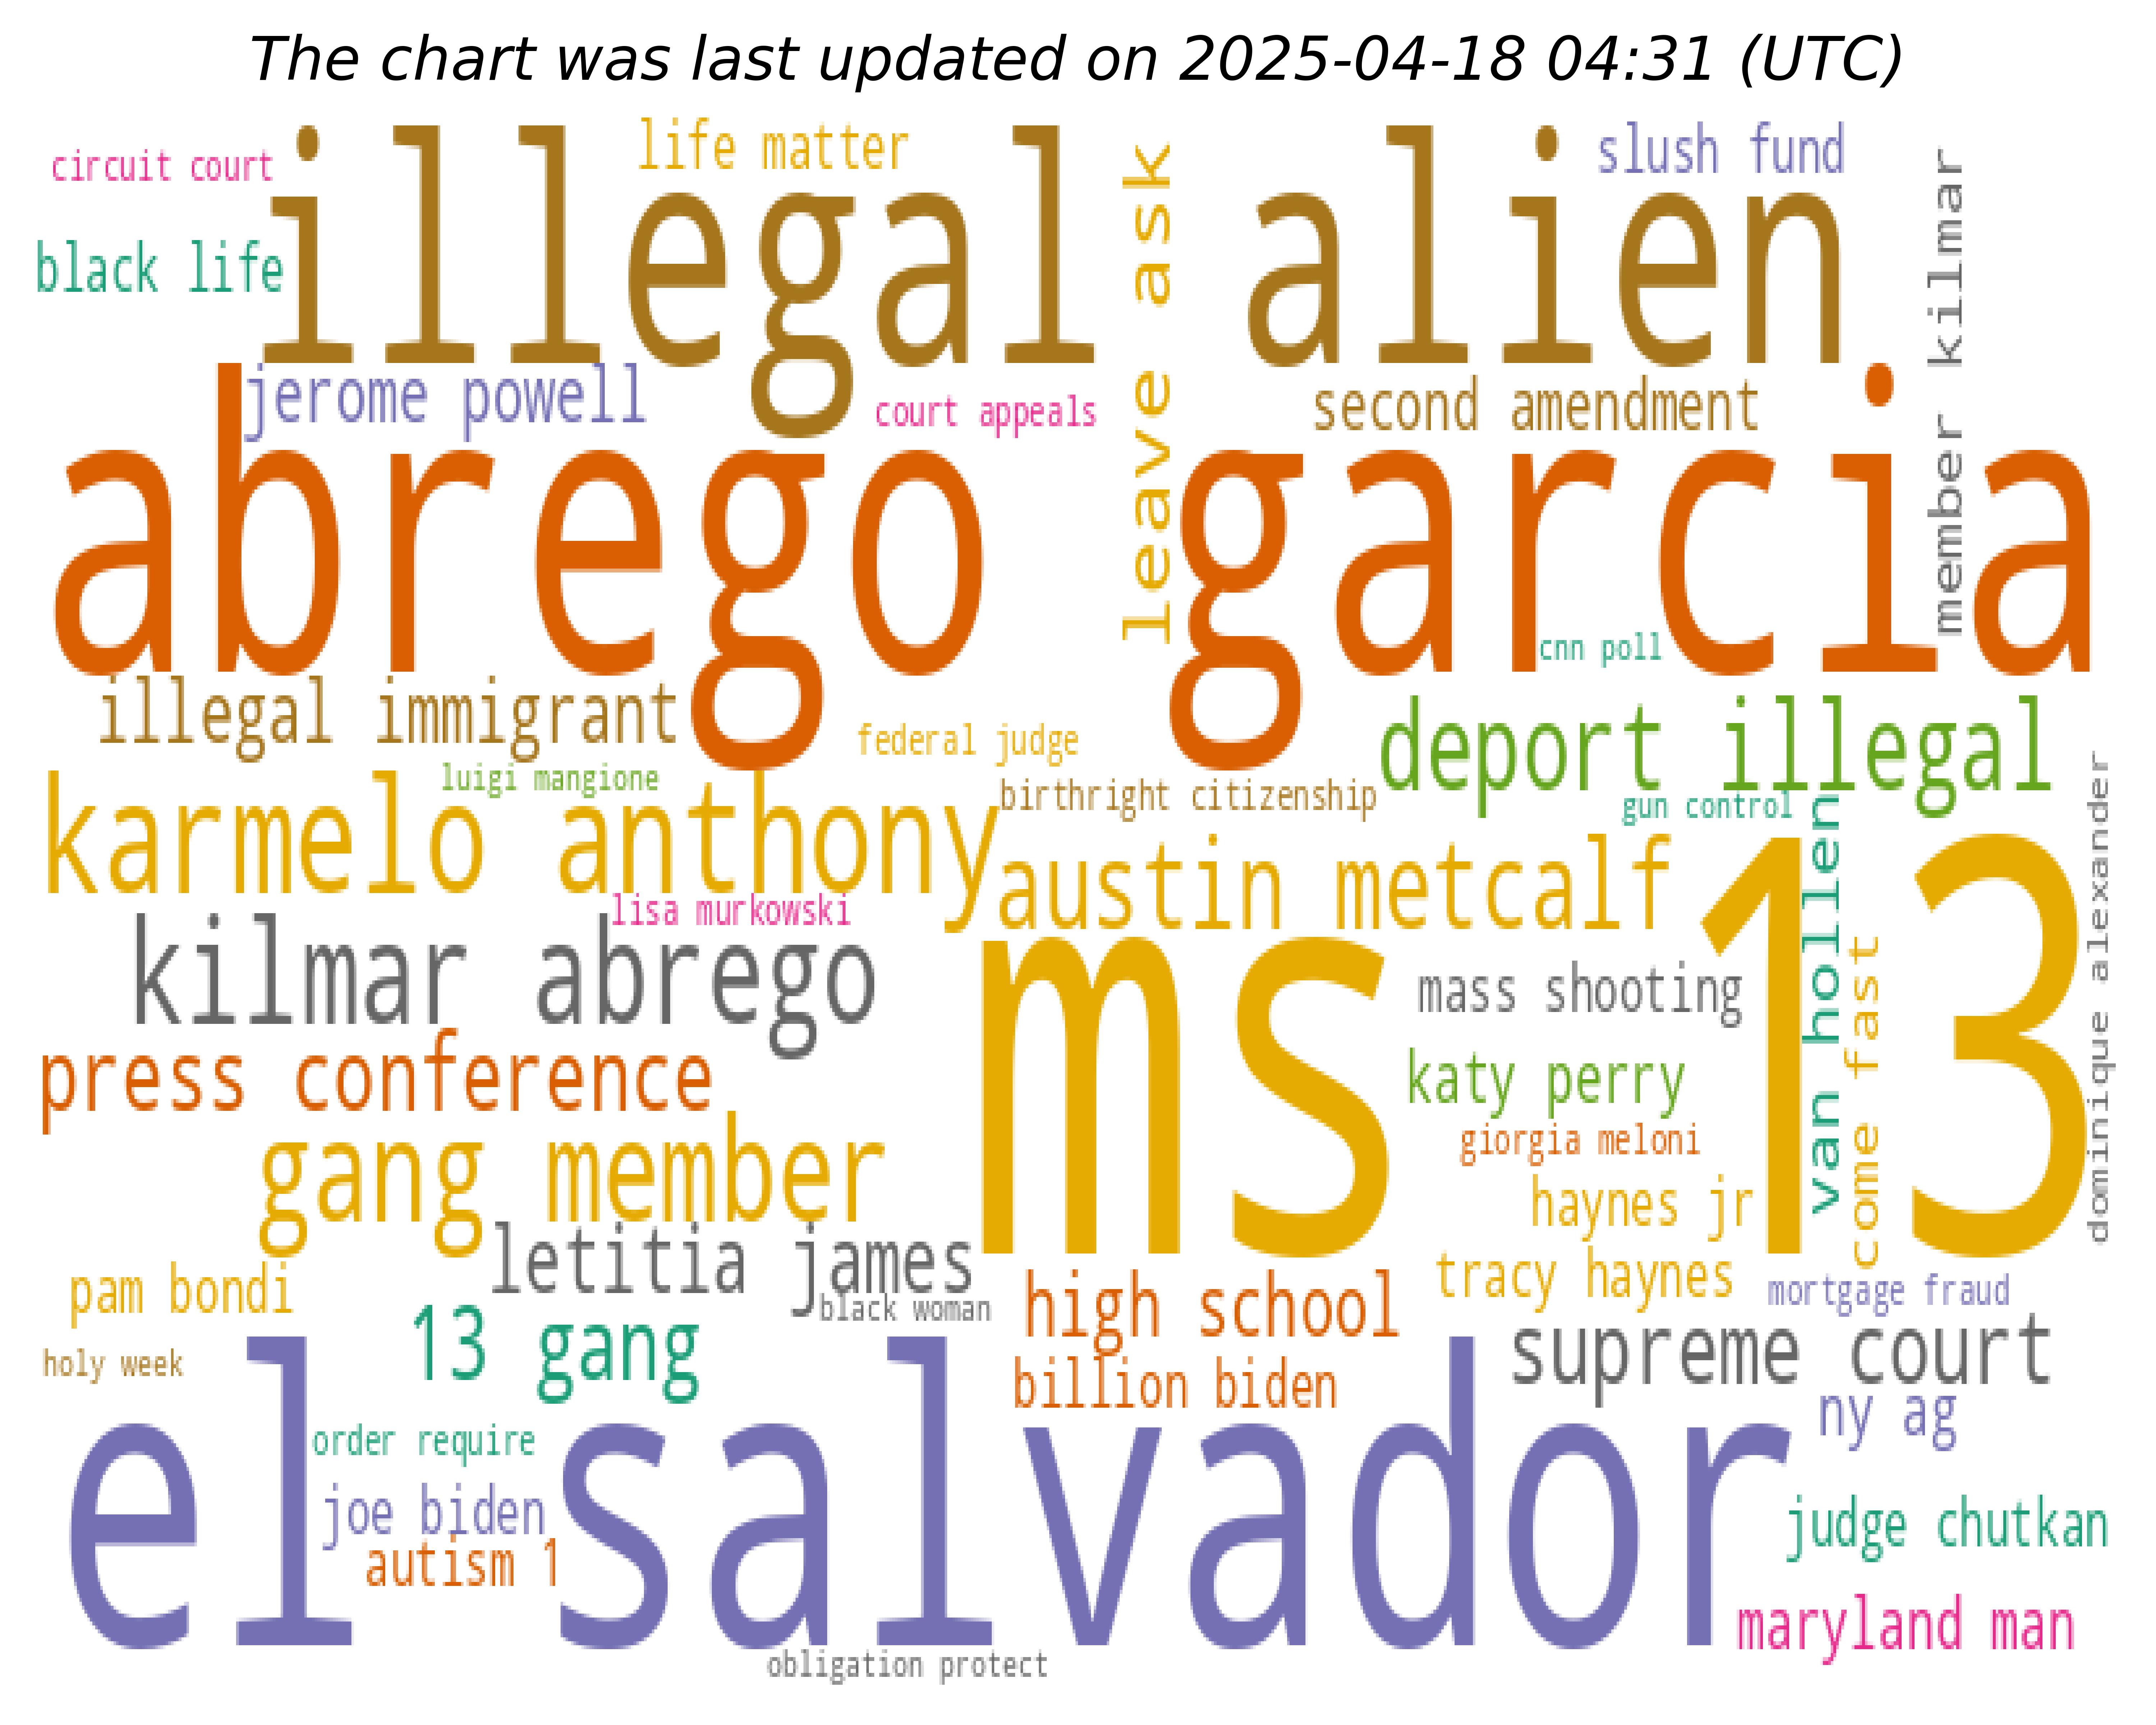 The chart was last updated on 2025-04-18 04:31 (UTC)
illegal alien
life matter
slush fund
circuit court
black life
leave ask
member kilmar
jerome powell
court appeals
second amendment
abrego garcia
cnn poll
illegal immigrant
federal judge
deport illegal
luigi mangione
birthright citizenship
gun control
karmelo anthony
austin metcalf
lisa murkowski
kilmar abrego
ms 13
van hollen
come fast
dominique alexander
mass shooting
press conference
katy perry
gang member
giorgia meloni
haynes jr
letitia james
tracy haynes
pam bondi
black woman
high school
mortgage fraud
13 gang
supreme court
holy week
billion biden
ny ag
el salvador
order require
joe biden
judge chutkan
autism 1
maryland man
obligation protect